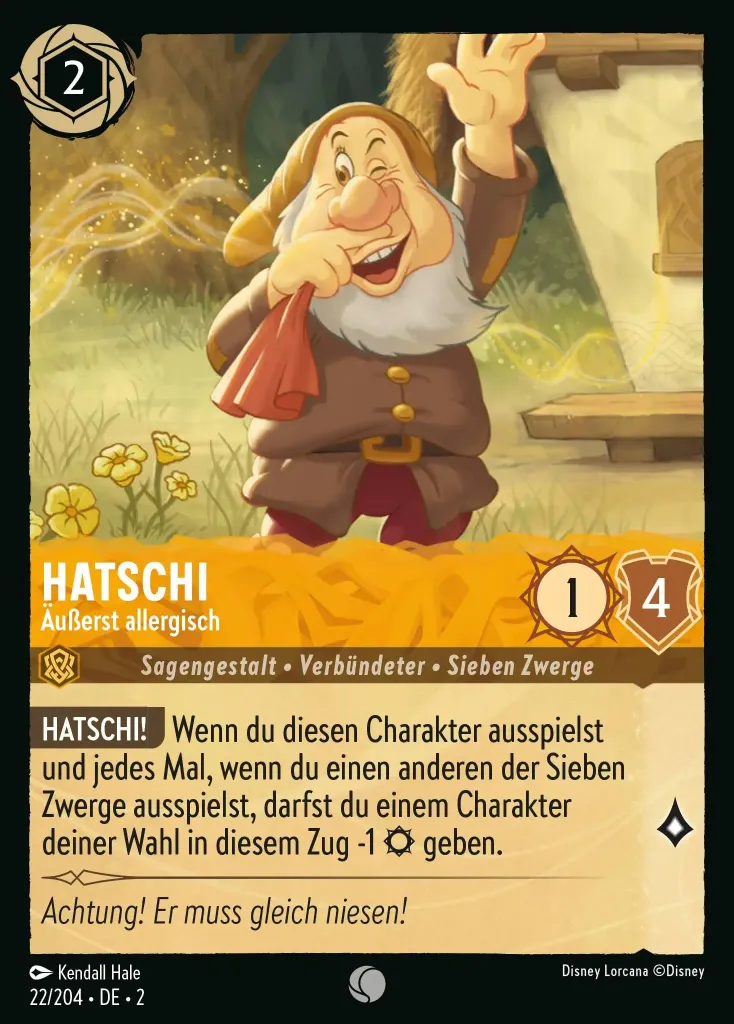 2
HATSCHI
Äußerst allergisch
1
4
Sagengestalt • Verbündeter • Sieben Zwerge
HATSCHI! Wenn du diesen Charakter ausspielst
und jedes Mal, wenn du einen anderen der Sieben
Zwerge ausspielst, darfst du einem Charakter
deiner Wahl in diesem Zug -1 geben.
Achtung! Er muss gleich niesen!
Kendall Hale
Disney Lorcana ©Disney
22/204 • DE • 2